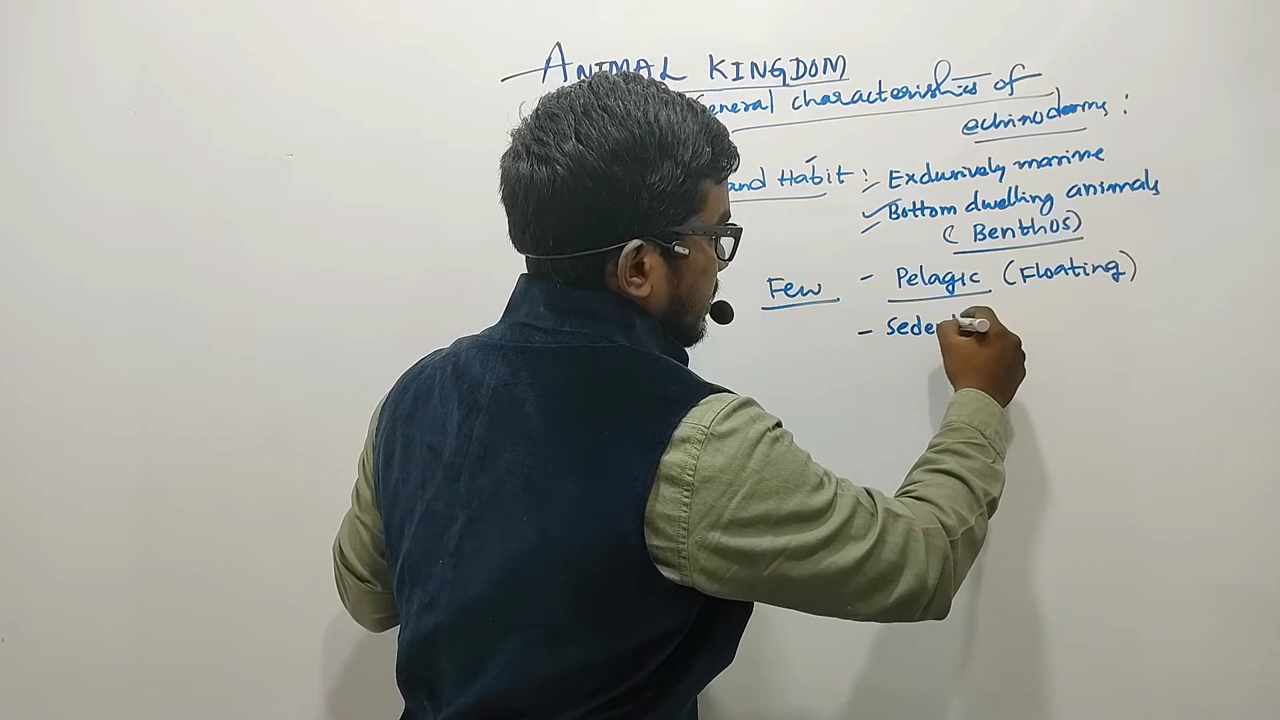 ANIMAL KINGDOM
General characteristics of
echinoderms :
and Habit : Exclusively marine
Bottom dwelling animals
( Benthos)
Few - Pelagic (Floating)
- Sede